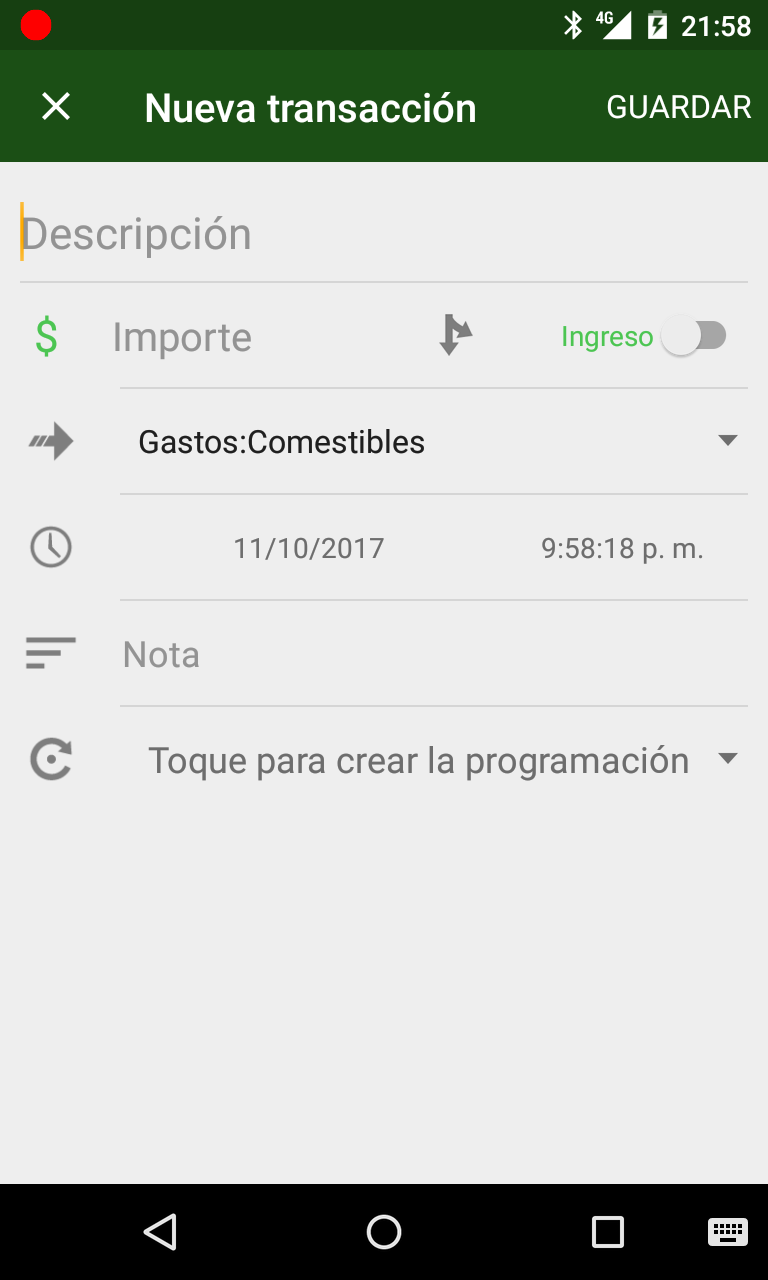 4G 21:58
Nueva transacción GUARDAR
Descripción
$ Importe Ingreso
Gastos:Comestibles
11/10/2017 9:58:18 p. m.
Nota
Toque para crear la programación